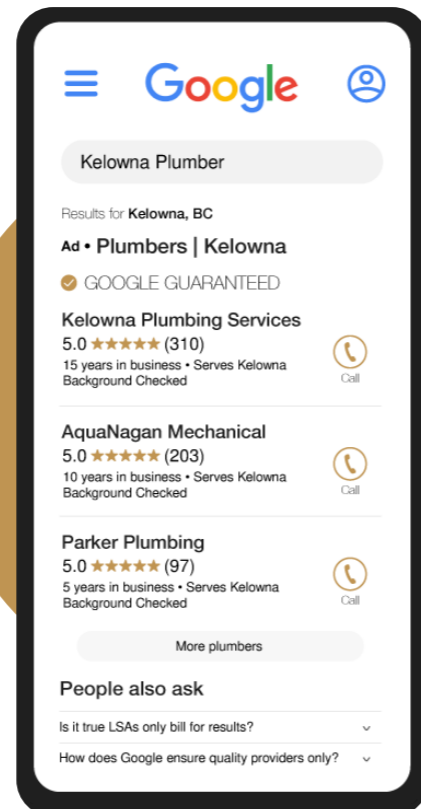 Google
Kelowna Plumber
Results for Kelowna, BC
Ad • Plumbers | Kelowna
GOOGLE GUARANTEED
Kelowna Plumbing Services
5.0 ★★★★★ (310)
15 years in business • Serves Kelowna
Background Checked
Call
AquaNagan Mechanical
5.0 ★★★★★ (203)
10 years in business • Serves Kelowna
Background Checked
Call
Parker Plumbing
5.0 ★★★★★ (97)
5 years in business • Serves Kelowna
Background Checked
Call
More plumbers
People also ask
Is it true LSAs only bill for results?
How does Google ensure quality providers only?